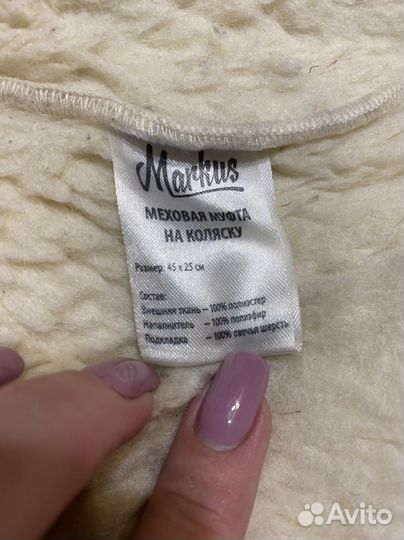 Markus
МЕХОВАЯ МУФТА
НА КОЛЯСКУ
Размер: 45 x 25 см
Состав:
Внешняя ткань – 100% полиэстер
Наполнитель – 100% полиэфир
Подкладка – 100% овечья шерсть
Avito